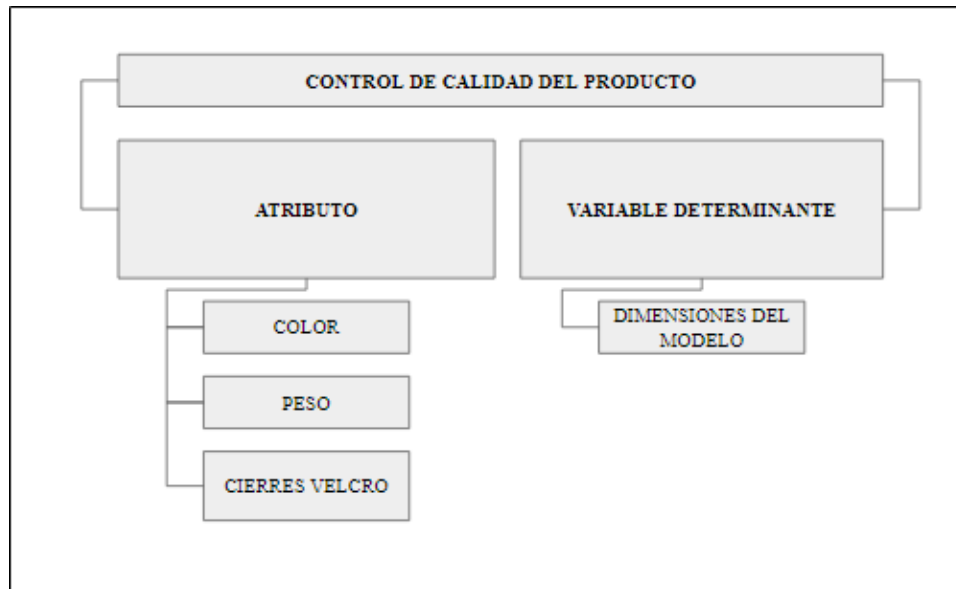 CONTROL DE CALIDAD DEL PRODUCTO
ATRIBUTO
VARIABLE DETERMINANTE
COLOR
PESO
CIERRES VELCRO
DIMENSIONES DEL
MODELO